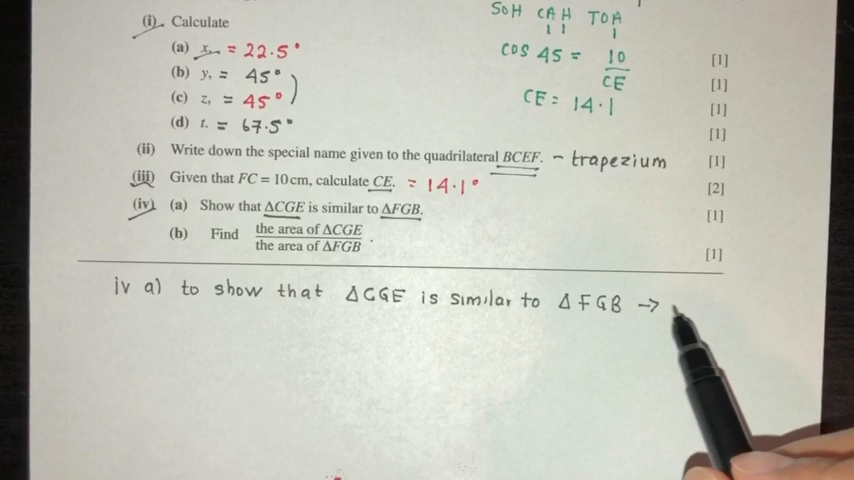 SOH CAH TOA
(i) Calculate
(a) x, = 22.5°
cos 45 = 10
CE
[1]
(b) y, = 45°
[1]
(c) z, = 45°
CE = 14.1
[1]
(d) t. = 67.5°
[1]
(ii) Write down the special name given to the quadrilateral BCEF. - trapezium
[1]
(iii) Given that FC = 10 cm, calculate CE. = 14.1°
[2]
(iv) (a) Show that ΔCGE is similar to ΔFGB.
[1]
(b) Find the area of ΔCGE
the area of ΔFGB .
[1]
iv a) to show that ΔCGE is similar to ΔFGB →